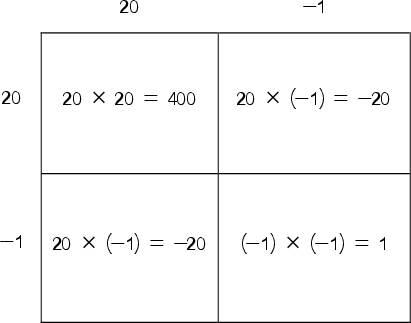 20 −1
20 20 × 20 = 400 20 × (−1) = −20
−1 20 × (−1) = −20 (−1) × (−1) = 1